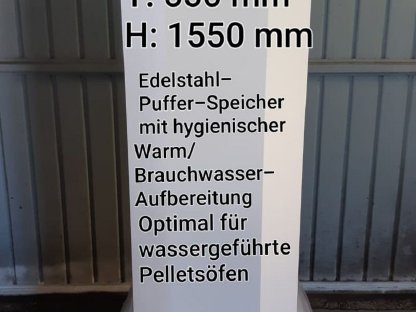 H: 1550 mm
Edelstahl–
Puffer–Speicher
mit hygienischer
Warm/
Brauchwasser–
Aufbereitung
Optimal für
wassergeführte
Pelletsöfen